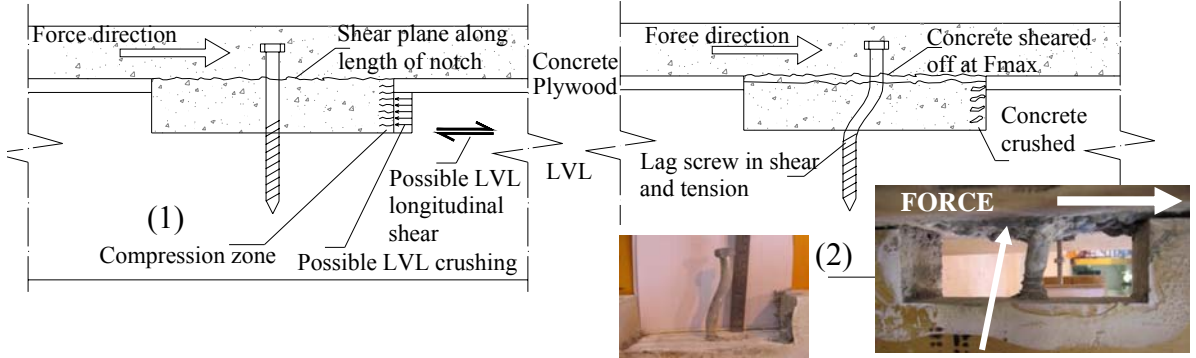 Force direction
Shear plane along
length of notch
Concrete
Plywood
LVL
Possible LVL
longitudinal
shear
(1)
Compression zone
Possible LVL crushing
Force direction
Concrete sheared
off at Fmax
Concrete
crushed
Lag screw in shear
and tension
(2)
FORCE